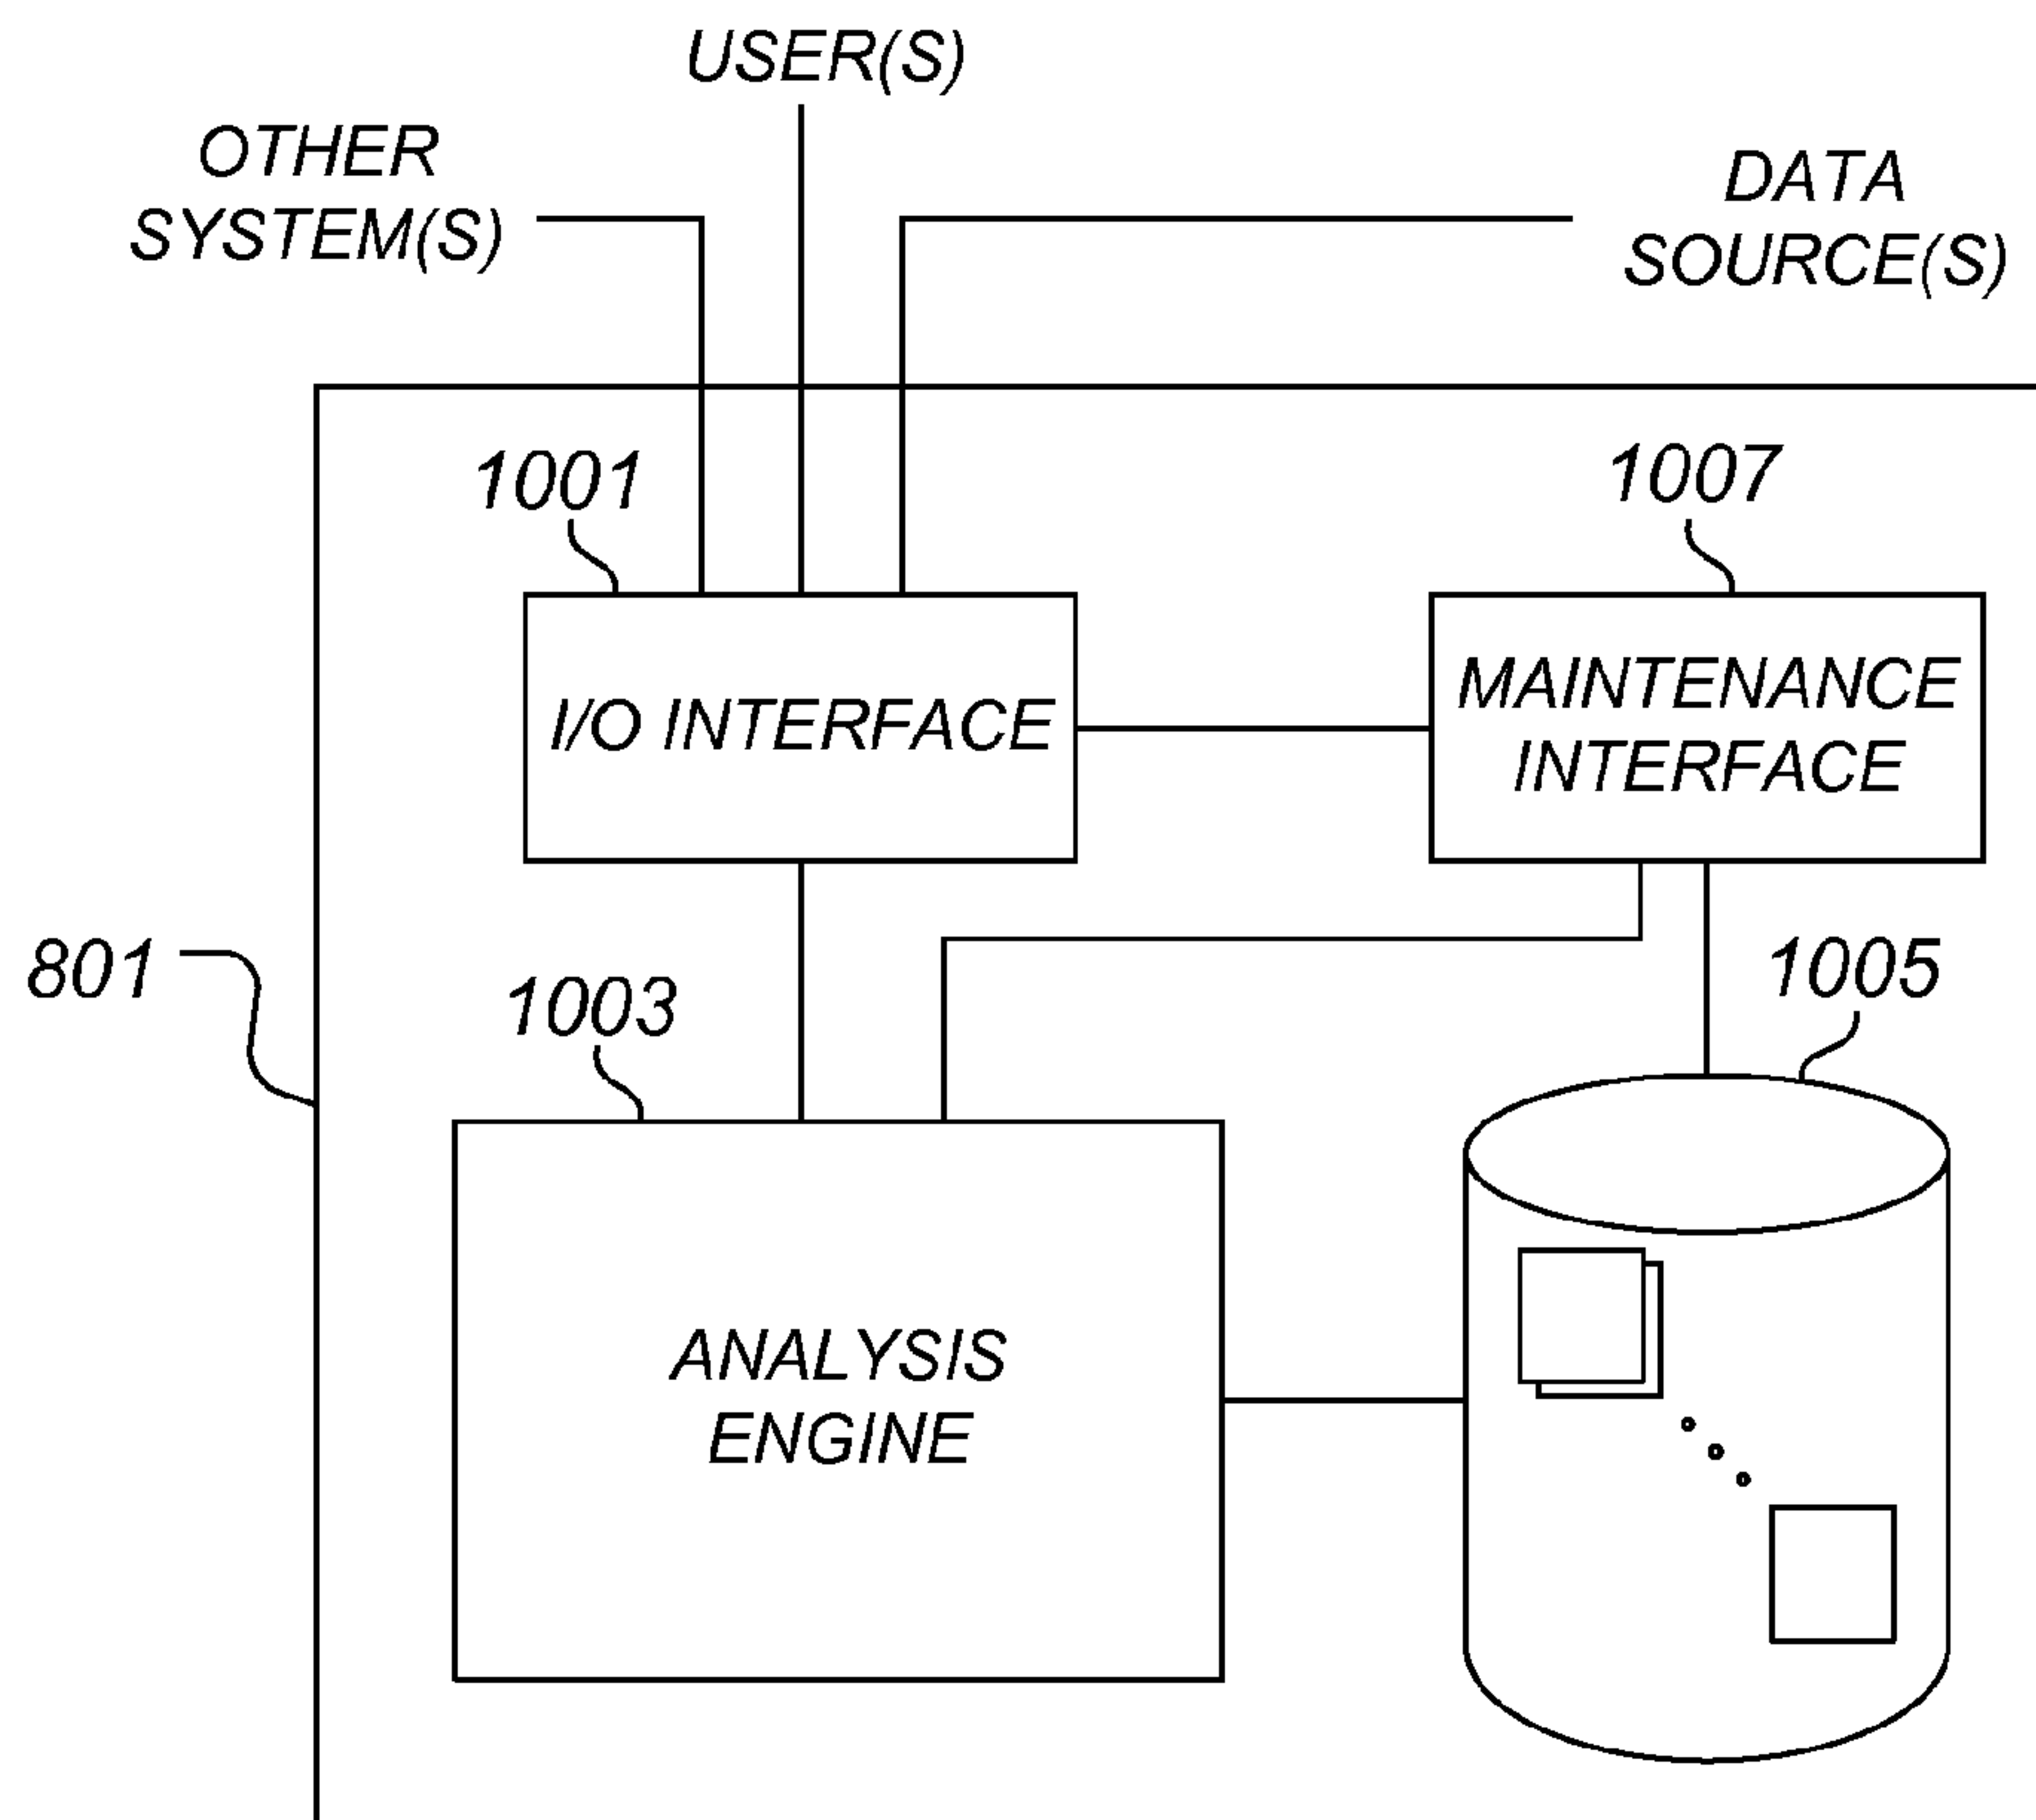 USER(S)
OTHER
SYSTEM(S)
DATA
SOURCE(S)
1001
1007
I/O INTERFACE
MAINTENANCE
INTERFACE
801
1003
1005
ANALYSIS
ENGINE